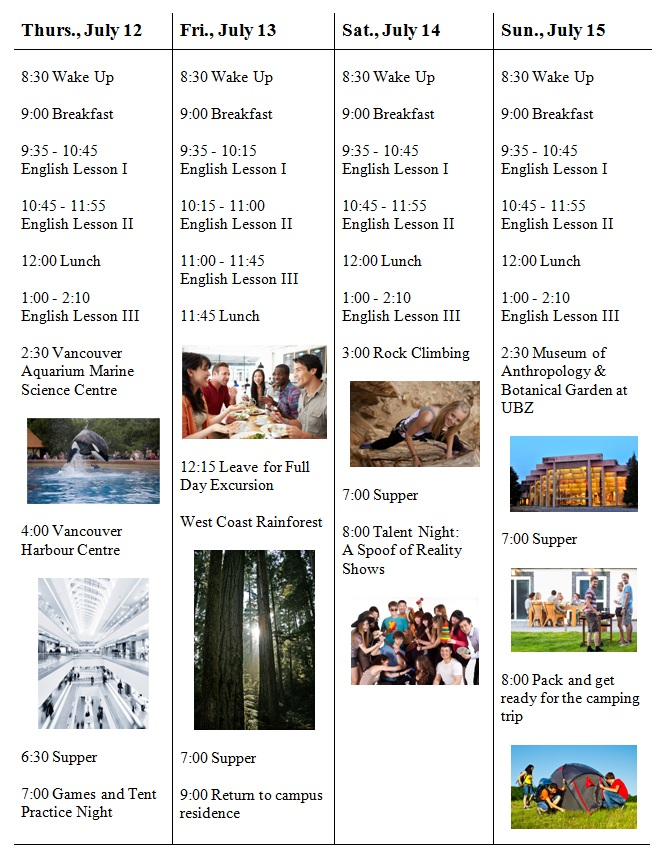 Thurs., July 12
8:30 Wake Up
9:00 Breakfast
9:35 - 10:45
English Lesson I
10:45 - 11:55
English Lesson II
12:00 Lunch
1:00 - 2:10
English Lesson III
2:30 Vancouver
Aquarium Marine
Science Centre
4:00 Vancouver
Harbour Centre
6:30 Supper
7:00 Games and Tent
Practice Night
Fri., July 13
8:30 Wake Up
9:00 Breakfast
9:35 - 10:15
English Lesson I
10:15 - 11:00
English Lesson II
11:00 - 11:45
English Lesson III
11:45 Lunch
12:15 Leave for Full
Day Excursion
West Coast Rainforest
7:00 Supper
9:00 Return to campus
residence
Sat., July 14
8:30 Wake Up
9:00 Breakfast
9:35 - 10:45
English Lesson I
10:45 - 11:55
English Lesson II
12:00 Lunch
1:00 - 2:10
English Lesson III
3:00 Rock Climbing
7:00 Supper
8:00 Talent Night:
A Spoof of Reality
Shows
Sun., July 15
8:30 Wake Up
9:00 Breakfast
9:35 - 10:45
English Lesson I
10:45 - 11:55
English Lesson II
12:00 Lunch
1:00 - 2:10
English Lesson III
2:30 Museum of
Anthropology &
Botanical Garden at
UBZ
7:00 Supper
8:00 Pack and get
ready for the camping
trip